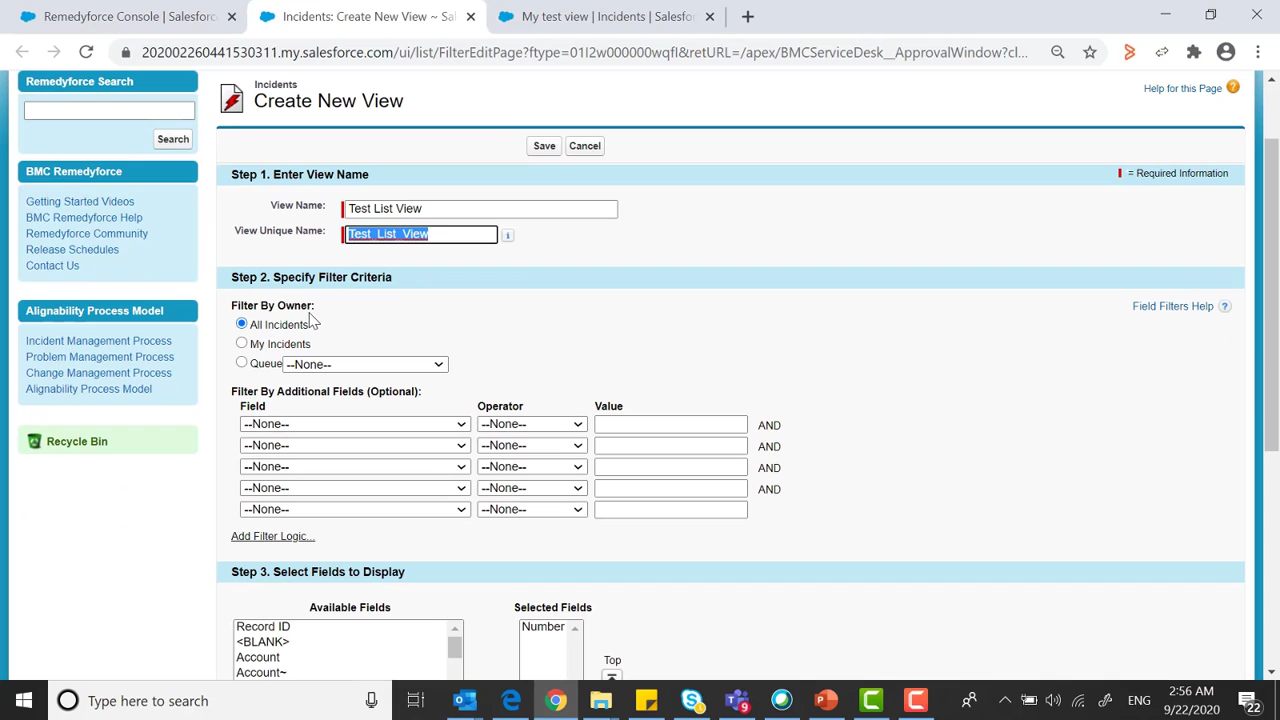 Remedyforce Console | Salesforc
Incidents: Create New View ~ Sal
My test view | Incidents | Salesfo
202002260441530311.my.salesforce.com/ui/list/FilterEditPage?ftype=01I2w000000wqfl&retURL=/apex/BMCServiceDesk__ApprovalWindow?cl...
Remedyforce Search
Search
BMC Remedyforce
Getting Started Videos
BMC Remedyforce Help
Remedyforce Community
Release Schedules
Contact Us
Alignability Process Model
Incident Management Process
Problem Management Process
Change Management Process
Alignability Process Model
Recycle Bin
Incidents
Create New View
Help for this Page
Save Cancel
Step 1. Enter View Name
= Required Information
View Name: Test List View
View Unique Name: Test_List_View
Step 2. Specify Filter Criteria
Filter By Owner:
Field Filters Help
All Incidents
My Incidents
Queue --None--
Filter By Additional Fields (Optional):
Field Operator Value
--None-- --None-- AND
--None-- --None-- AND
--None-- --None-- AND
--None-- --None-- AND
--None-- --None--
Add Filter Logic...
Step 3. Select Fields to Display
Available Fields Selected Fields
Record ID
<BLANK>
Account
Account~
Number
Top
Type here to search
9
ENG
2:56 AM
9/22/2020
22